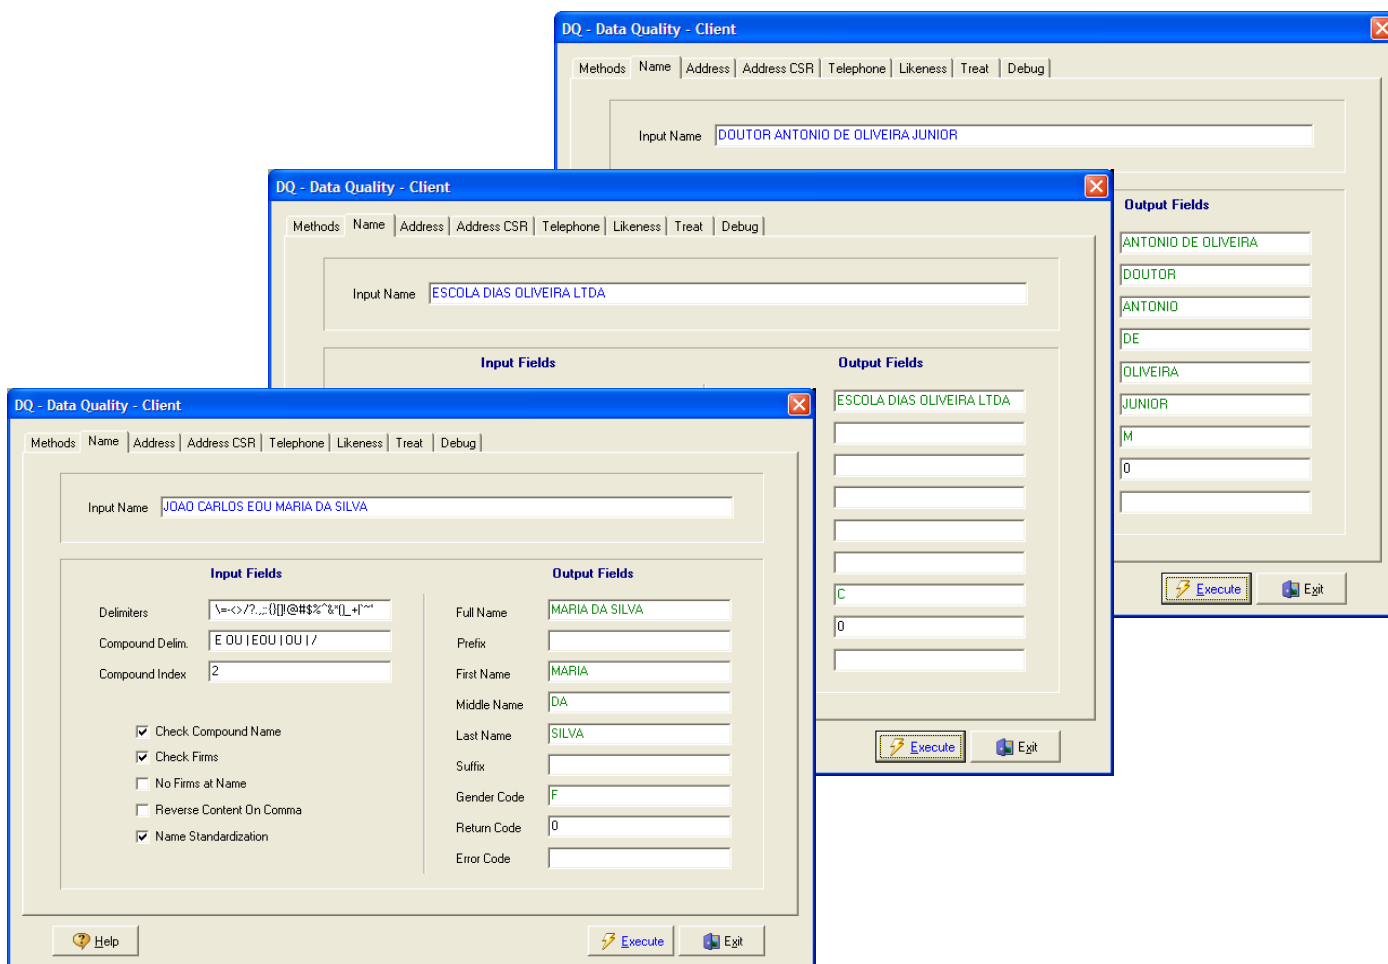 DQ - Data Quality - Client
Methods Name Address Address CSR Telephone Likeness Treat Debug
Input Name DOUTOR ANTONIO DE OLIVEIRA JUNIOR
Output Fields
ANTONIO DE OLIVEIRA
DOUTOR
ANTONIO
DE
OLIVEIRA
JUNIOR
M
0
Execute Exit
DQ - Data Quality - Client
Methods Name Address Address CSR Telephone Likeness Treat Debug
Input Name ESCOLA DIAS OLIVEIRA LTDA
Input Fields Output Fields
ESCOLA DIAS OLIVEIRA LTDA
C
0
Execute Exit
DQ - Data Quality - Client
Methods Name Address Address CSR Telephone Likeness Treat Debug
Input Name JOAO CARLOS EOU MARIA DA SILVA
Input Fields Output Fields
Delimiters Full Name MARIA DA SILVA
Compound Delim. E OU | EOU | OU | / Prefix
Compound Index 2 First Name MARIA
Middle Name DA
Check Compound Name Last Name SILVA
Check Firms Suffix
No Firms at Name Gender Code F
Reverse Content On Comma Return Code 0
Name Standardization Error Code
Help Execute Exit